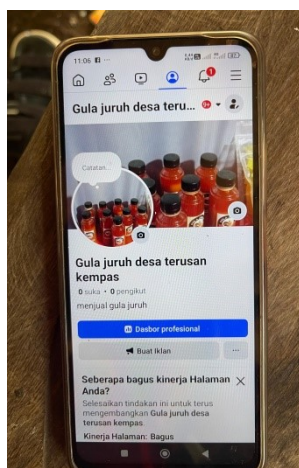 11:06
Gula juruh desa teru...
9+
Catatan...
Gula juruh desa terusan
kempas
0 suka • 0 pengikut
menjual gula juruh
Dasbor profesional
Buat Iklan
Seberapa bagus kinerja Halaman
Anda?
Selesaikan tindakan ini untuk terus
mengembangkan Gula juruh desa
terusan kempas
Kinerja Halaman: Bagus